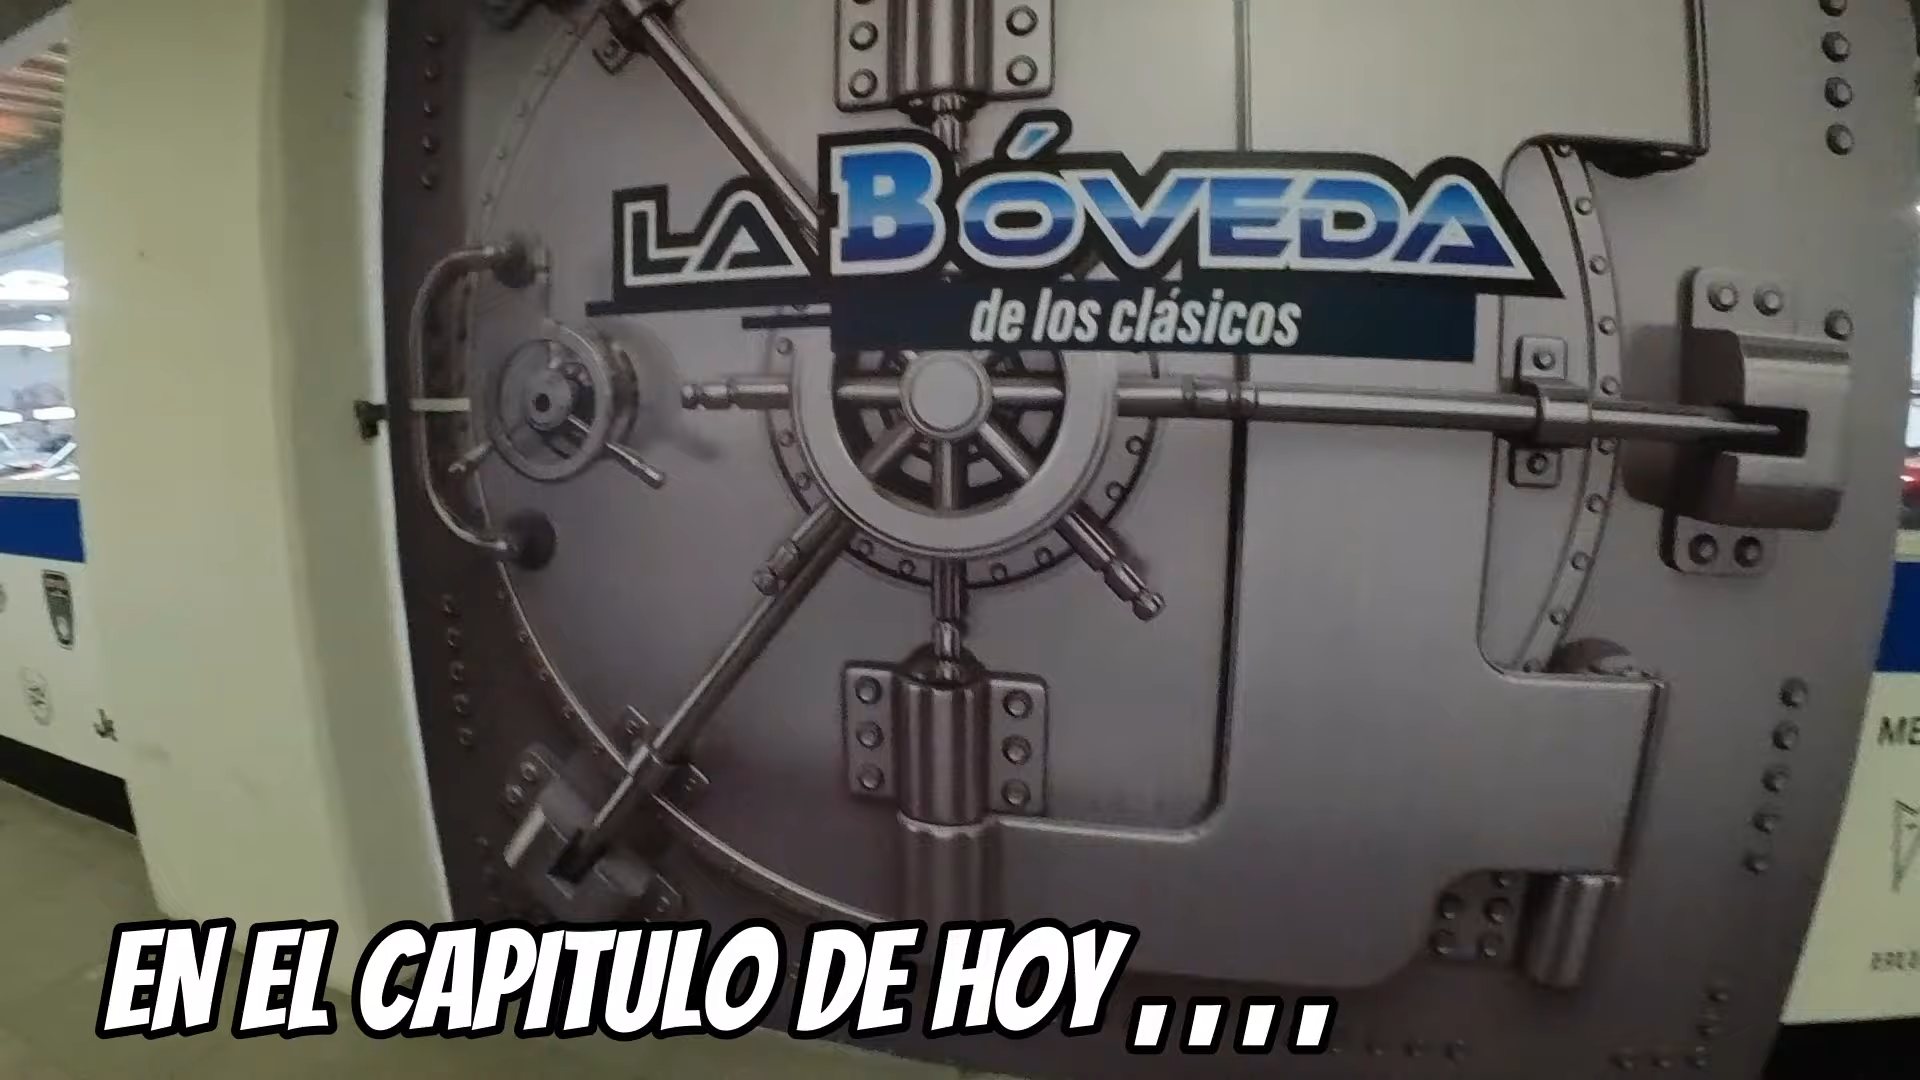 LA BÓVEDA
de los clásicos
EN EL CAPITULO DE HOY....